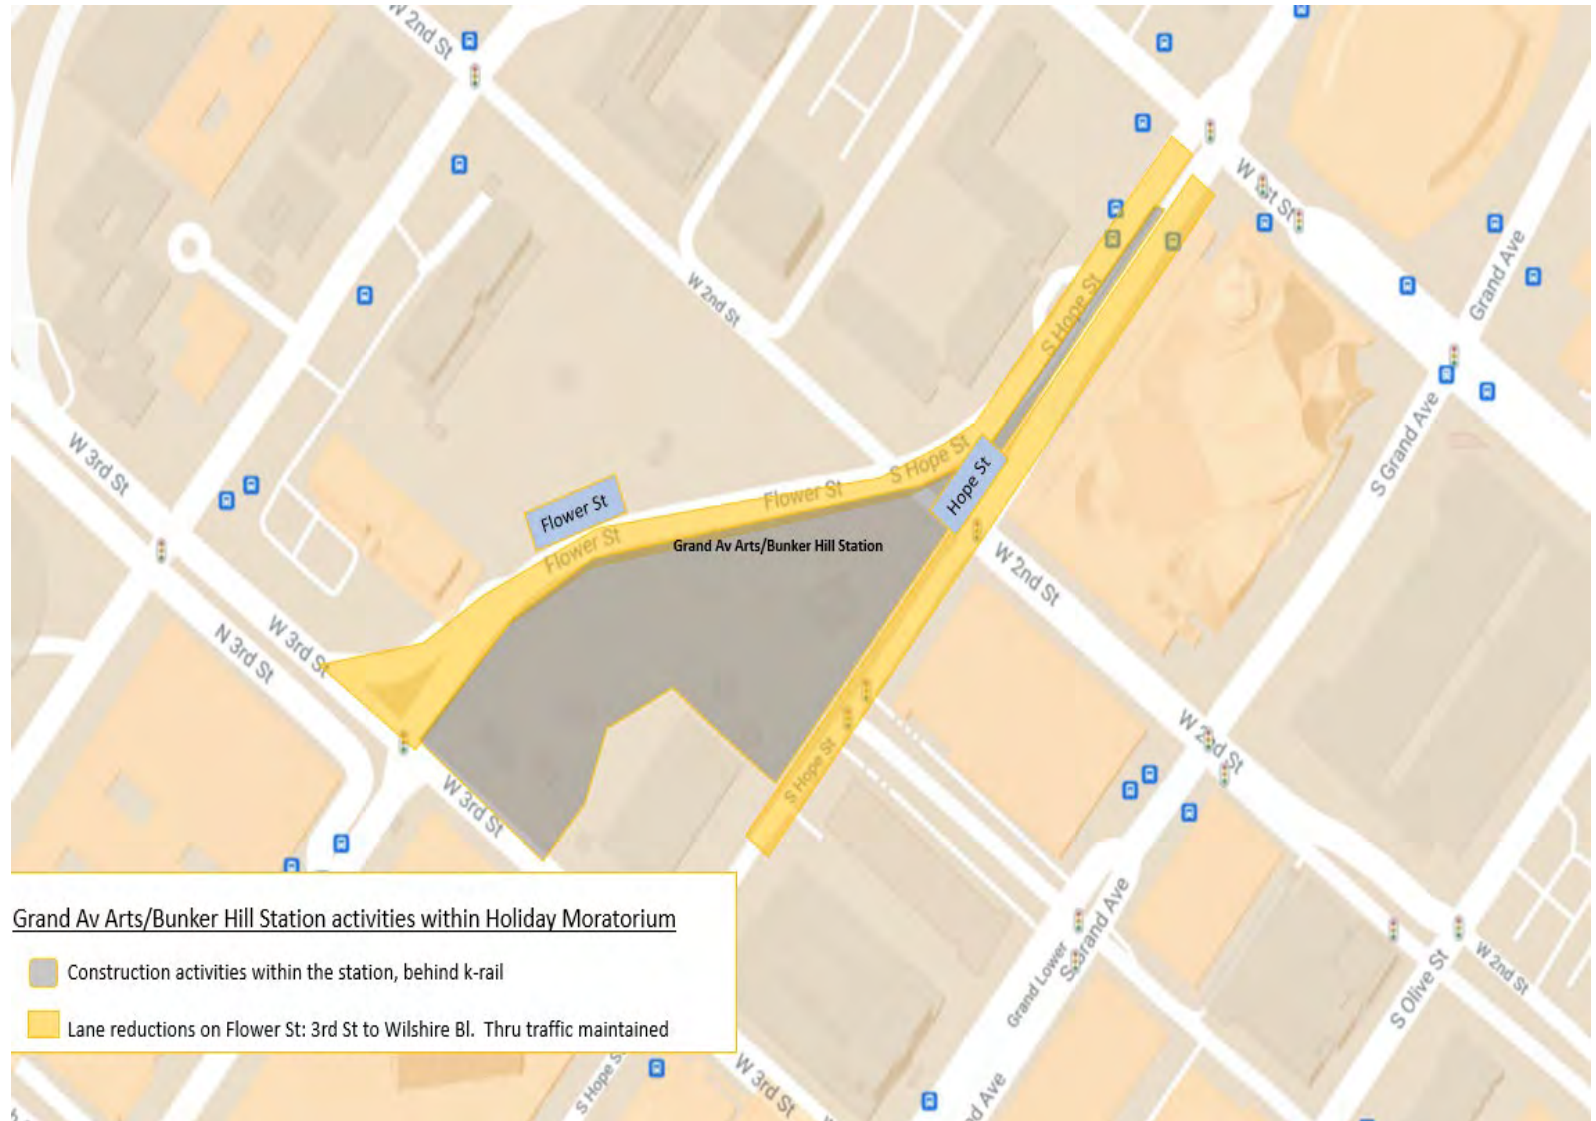 W 2nd St
W 1st St
Grand Ave
W 2nd St
S Hope St
S Grand Ave
W 3rd St
S Hope St
Flower St
Hope St
Flower St
Flower St
Grand Av Arts/Bunker Hill Station
W 2nd St
W 3rd St
N 3rd St
W 2nd St
S Hope St
W 3rd St
S Grand Ave
Grand Lower
S Olive St
W 2nd St
Grand Av Arts/Bunker Hill Station activities within Holiday Moratorium
Construction activities within the station, behind k-rail
Lane reductions on Flower St: 3rd St to Wilshire Bl. Thru traffic maintained
S Hope S
W 3rd St
d Ave